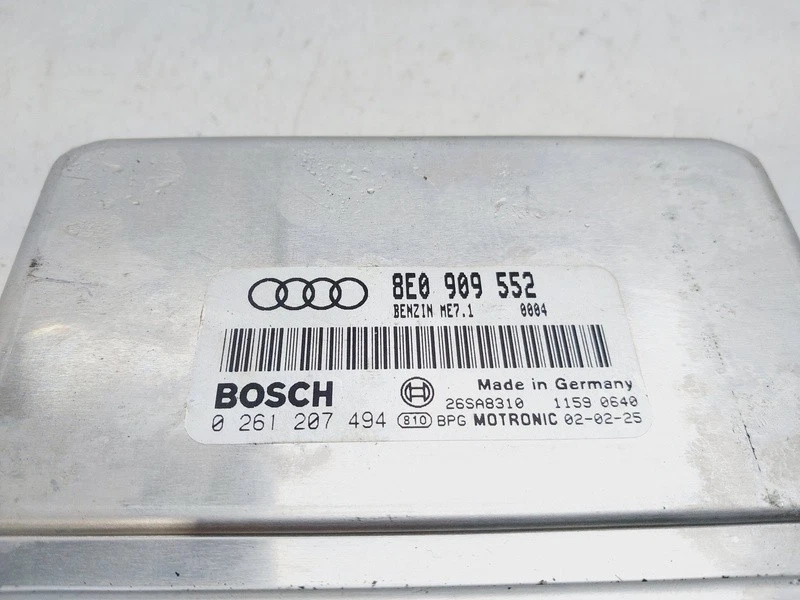 8E0 909 552
BENZIN ME7.1 0004
BOSCH
Made in Germany
26SA8310 1159 0640
0 261 207 494 810 BPG MOTRONIC 02-02-25